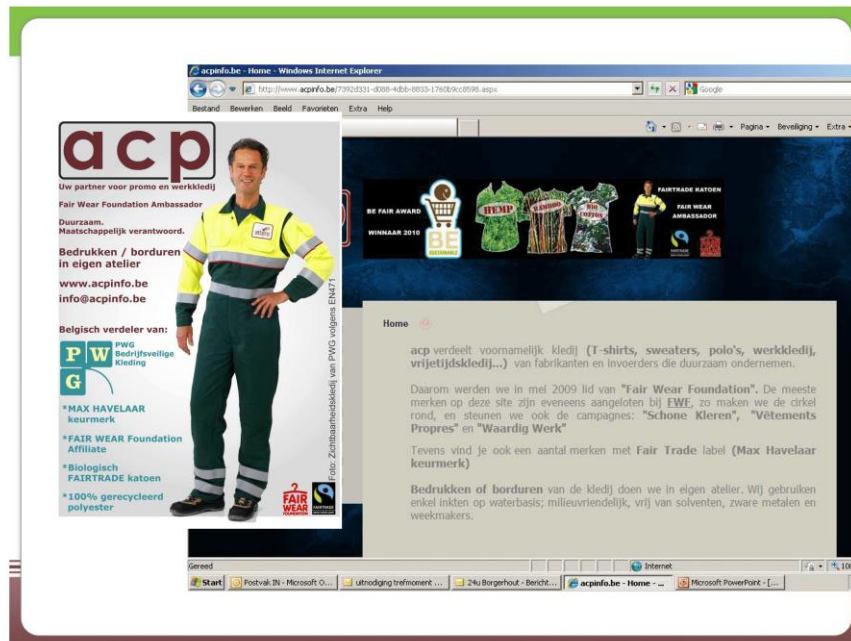 acpinfo.be - Home - Windows Internet Explorer
http://www.acpinfo.be/7392d331-d088-4dbb-8833-1760b9cc8598.aspx
Google
Bestand Bewerken Beeld Favorieten Extra Help
Pagina Beveiliging Extra
acp
Uw partner voor promo en werkkledij
Fair Wear Foundation Ambassador
Duurzaam.
Maatschappelijk verantwoord.
Bedrukken / borduren
in eigen atelier
www.acpinfo.be
info@acpinfo.be
Belgisch verdeler van:
PWG
PWG
Bedrijfsveilige
Kleding
*MAX HAVELAAR
keurmerk
*FAIR WEAR Foundation
Affiliate
*Biologisch
FAIRTRADE katoen
*100% gerecycleerd
polyester
Foto: Zichtbaarheidskledij van PWG volgens EN471
FAIR
WEAR
FOUNDATION
FAIRTRADE
BE FAIR AWARD
WINNAAR 2010
BE
SUSTAINABLE
HEMP
BAMBOO
BIO
COTTON
FAIRTRADE KATOEN
FAIR WEAR
AMBASSADOR
Home
acp verdeelt voornamelijk kledij (T-shirts, sweaters, polo's, werkkledij,
vrijetijdskledij...) van fabrikanten en invoerders die duurzaam ondernemen.
Daarom werden we in mei 2009 lid van "Fair Wear Foundation". De meeste
merken op deze site zijn eveneens aangeloten bij FWF, zo maken we de cirkel
rond, en steunen we ook de campagnes: "Schone Kleren", "Vêtements
Propres" en "Waardig Werk"
Tevens vind je ook een aantal merken met Fair Trade label (Max Havelaar
keurmerk)
Bedrukken of borduren van de kledij doen we in eigen atelier. Wij gebruiken
enkel inkten op waterbasis; milieuvriendelijk, vrij van solventen, zware metalen en
weekmakers.
Gereed
Internet
100
Start
Postvak IN - Microsoft O...
uitnodiging trefmoment ...
24u Borgerhout - Bericht...
acpinfo.be - Home - ...
Microsoft PowerPoint - [...